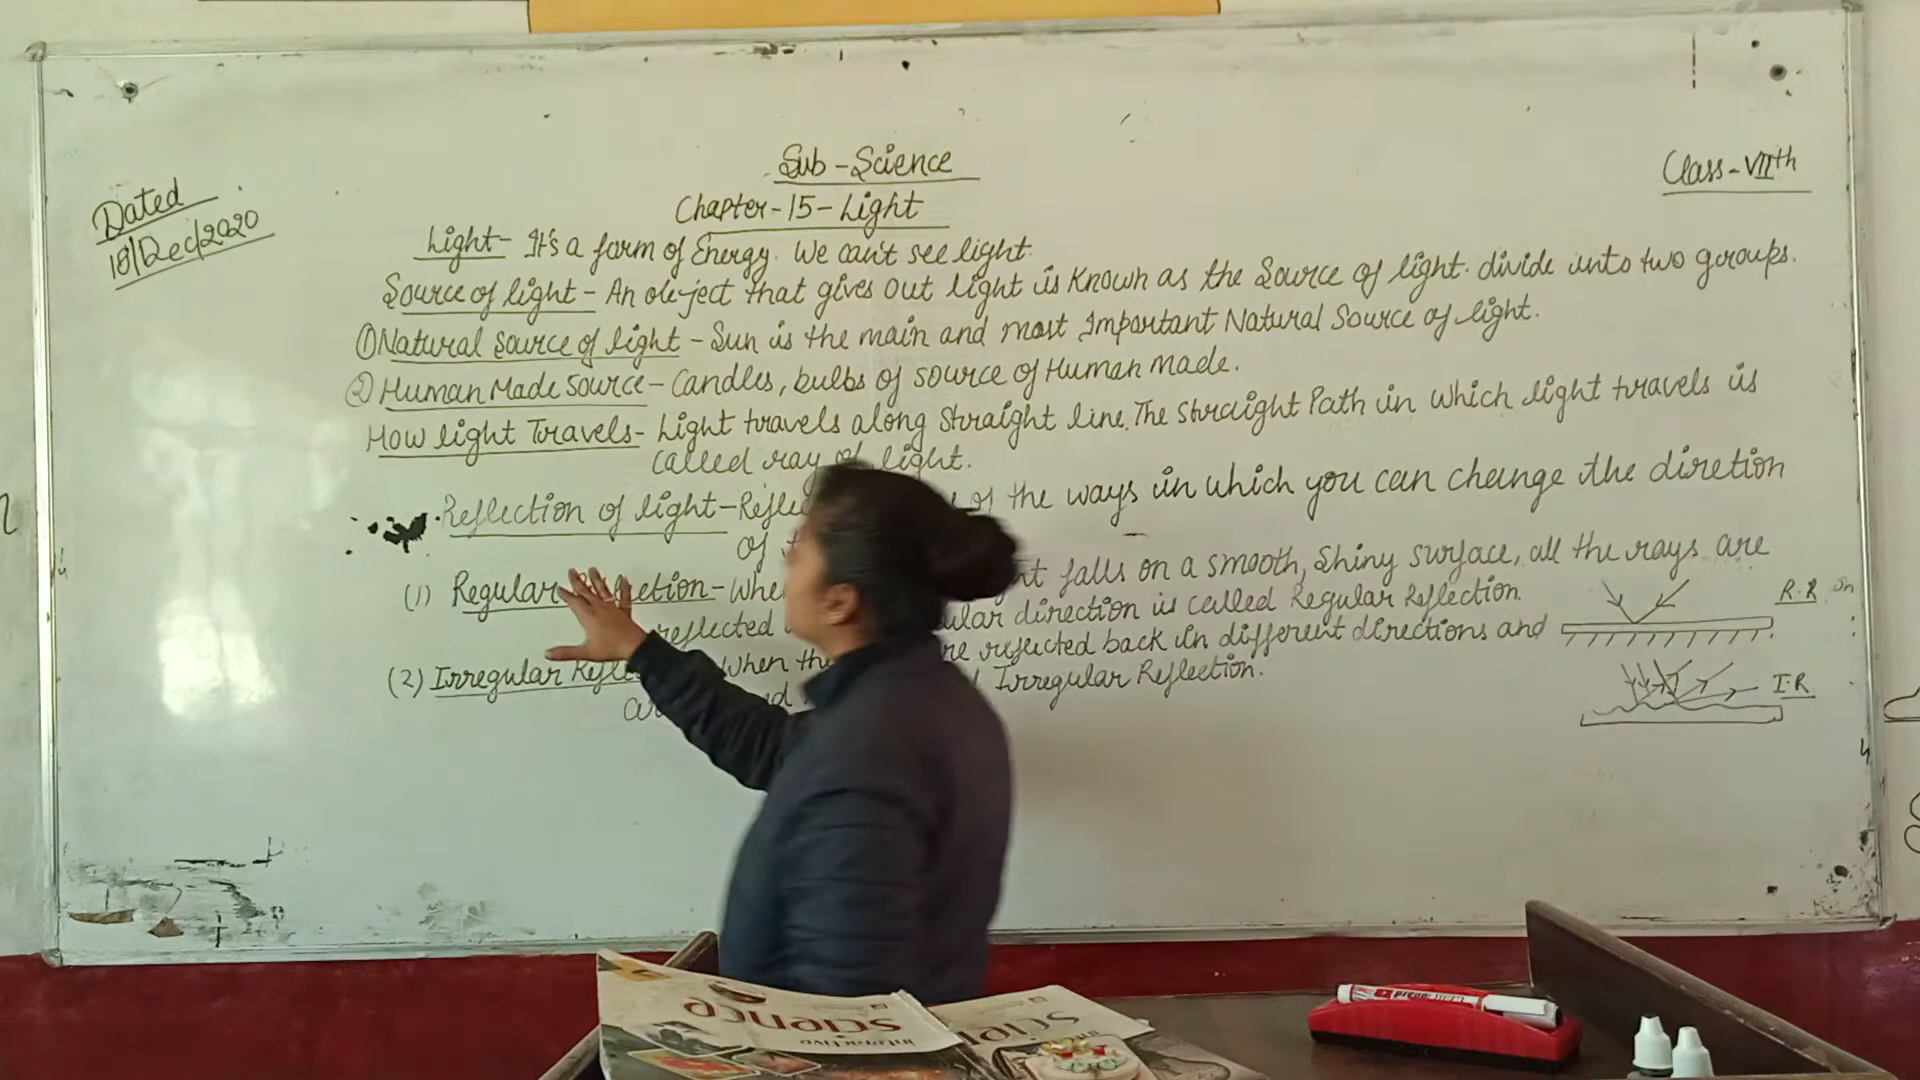 Sub-Science
Class-VIIth
Dated
18/Dec/2020
Chapter-15-Light
Light- It's a form of Energy. We can't see light.
Source of light - An object that gives out light is Known as the Source of light. divide into two groups.
① Natural source of light - Sun is the main and most Important Natural Source of light.
② Human Made Source - Candles, bulbs of source of Human made.
How light Travels - Light travels along straight line. The straight Path in which light travels is
called ray of light.
Reflection of light - of the ways in which you can change the diretion
of
(1) Regular Reflection - falls on a smooth, Shiny surface, all the rays are
reflected direction is called Regular Reflection.
R.R
(2) Irregular When reflected back in different directions and
Irregular Reflection.
I.R
science
interactive